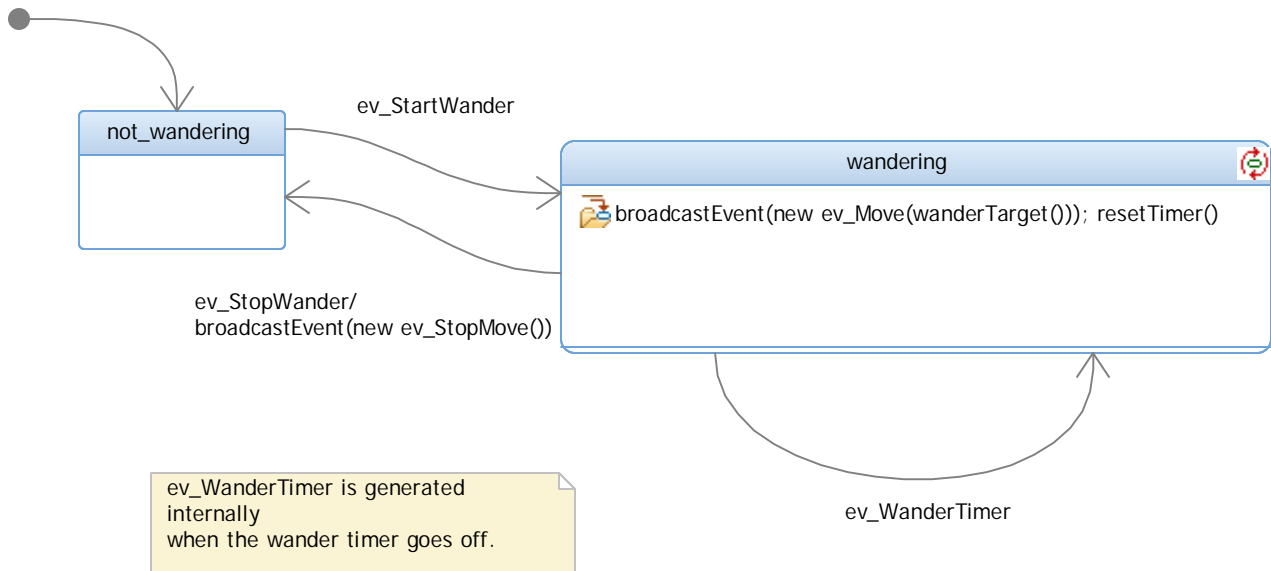 ev_StartWander
not_wandering
wandering
broadcastEvent(new ev_Move(wanderTarget())); resetTimer()
ev_StopWander/
broadcastEvent(new ev_StopMove())
ev_WanderTimer is generated
internally
when the wander timer goes off.
ev_WanderTimer